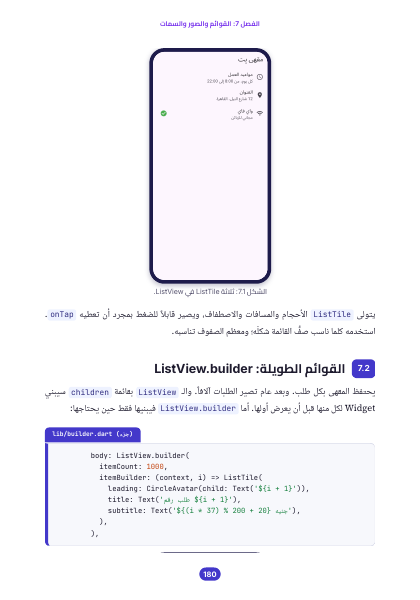 الفصل 7: القوائم والصور والسمات
مقهى بِت
مواعيد العمل
كل يوم، من 8:00 إلى 22:00
العنوان
12 شارع النيل، القاهرة
واي فاي
مجاني للزبائن
الشكل 7.1: ثلاثة ListTile في ListView.
يتولى ListTile الأحجام والمسافات والاصطفاف، ويصير قابلاً للضغط بمجرد أن تعطيه onTap.
استخدمه كلما ناسب صفُّ القائمة شكلَه؛ ومعظم الصفوف تناسبه.
7.2 القوائم الطويلة: ListView.builder
يحتفظ المقهى بكل طلب، وبعد عام تصير الطلبات آلافاً. والـ ListView بقائمة children سيبني
Widget لكل منها قبل أن يعرض أولها. أما ListView.builder فيبنيها فقط حين يحتاجها:
lib/builder.dart (جزء)
body: ListView.builder(
itemCount: 1000,
itemBuilder: (context, i) => ListTile(
leading: CircleAvatar(child: Text('${i + 1}')),
title: Text('طلب رقم ${i + 1}'),
subtitle: Text('${(i * 37) % 200 + 20} جنيه'),
),
),
180